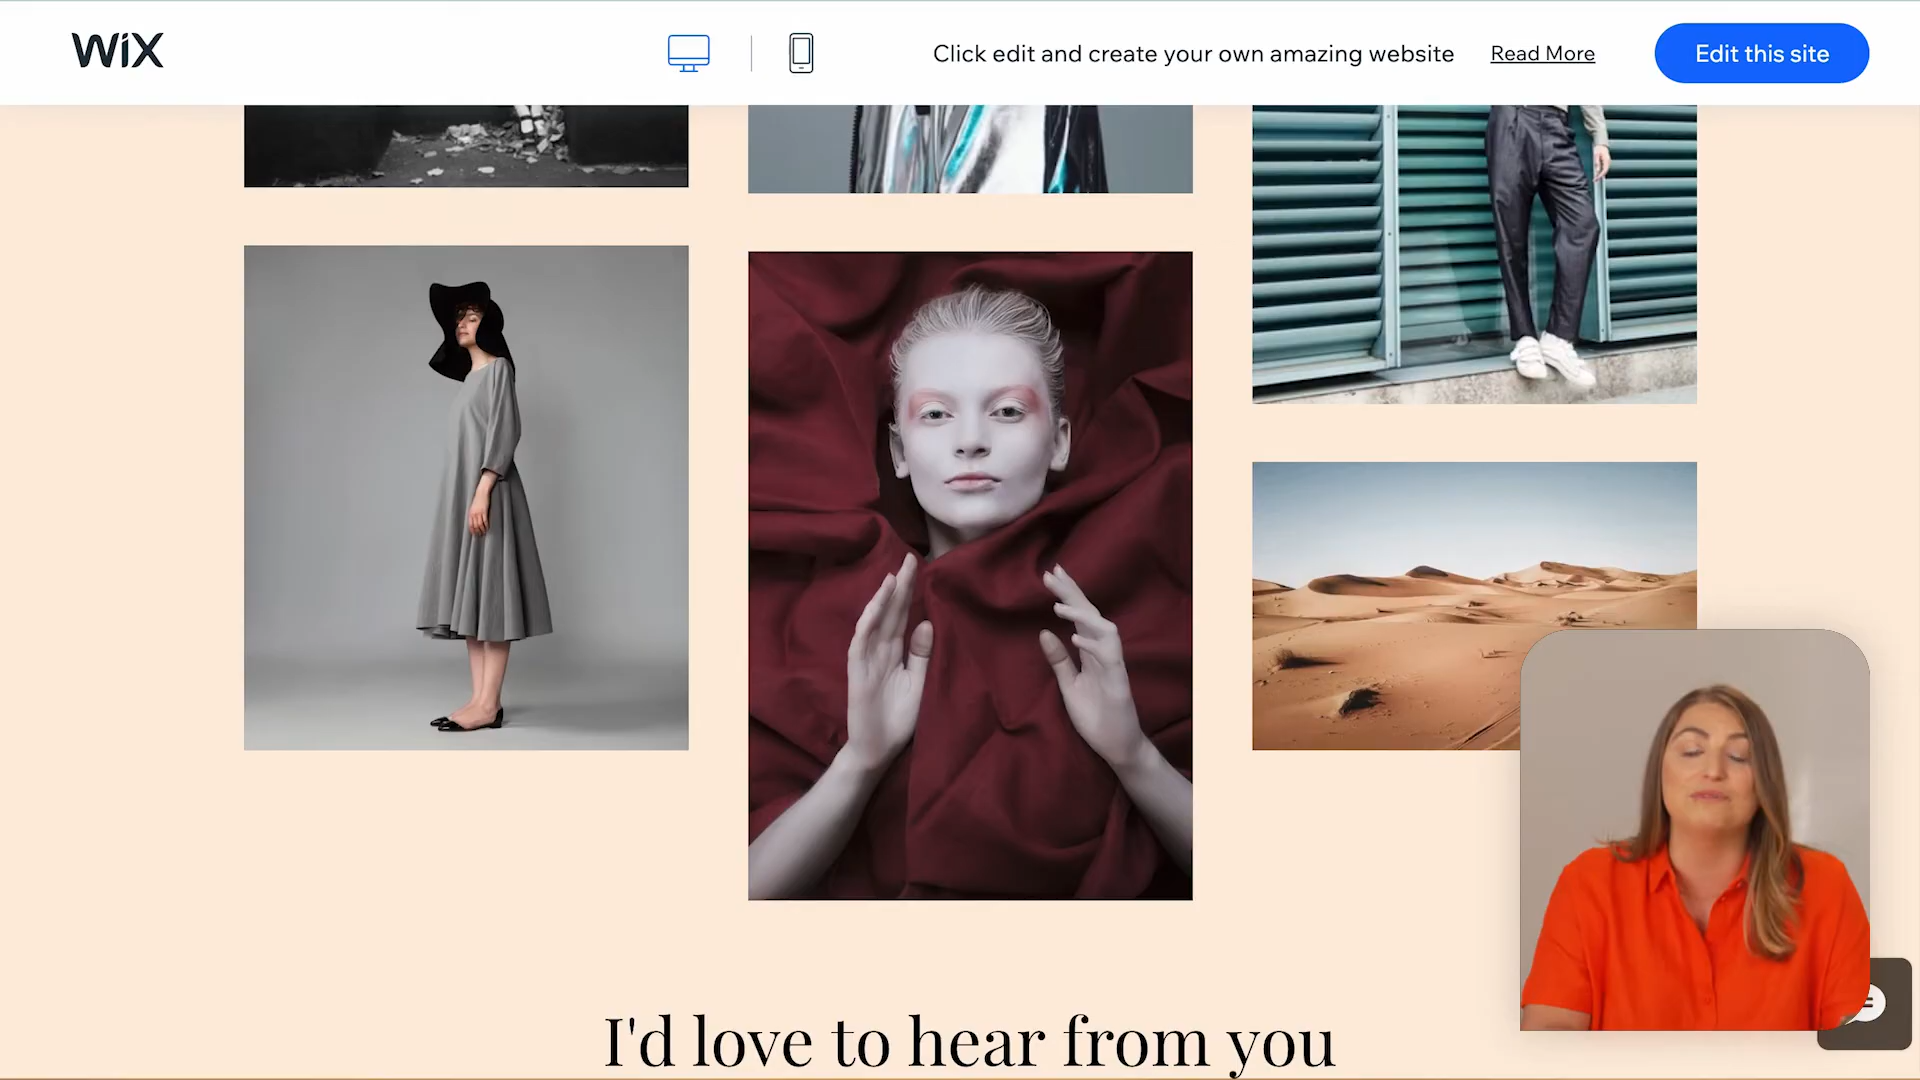 WiX
Click edit and create your own amazing website
Read More
Edit this site
I'd love to hear from you